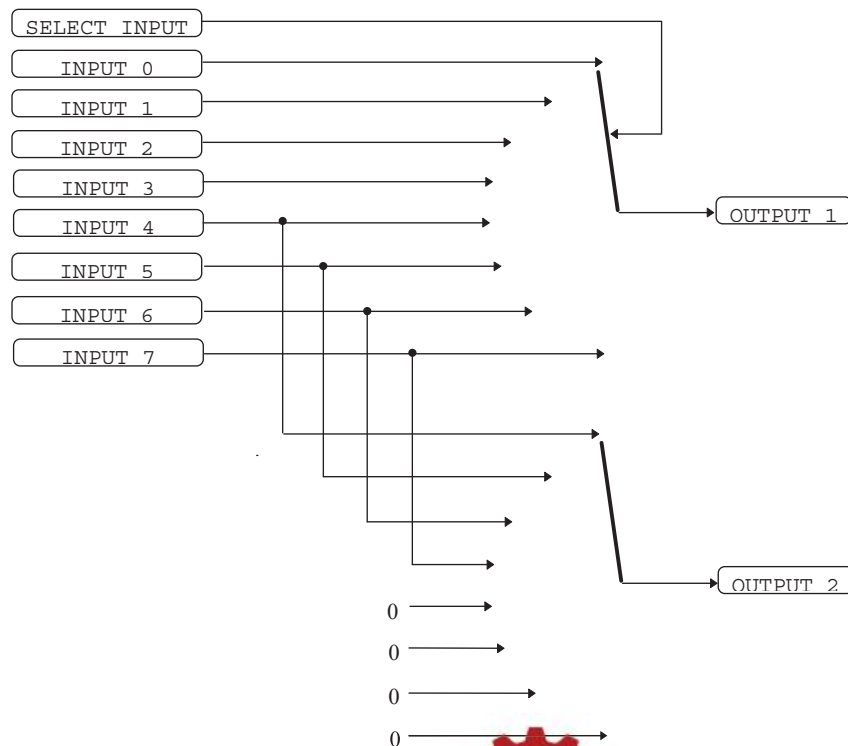 SELECT INPUT
INPUT 0
INPUT 1
INPUT 2
INPUT 3
INPUT 4
INPUT 5
INPUT 6
INPUT 7
OUTPUT 1
OUTPUT 2
0
0
0
0